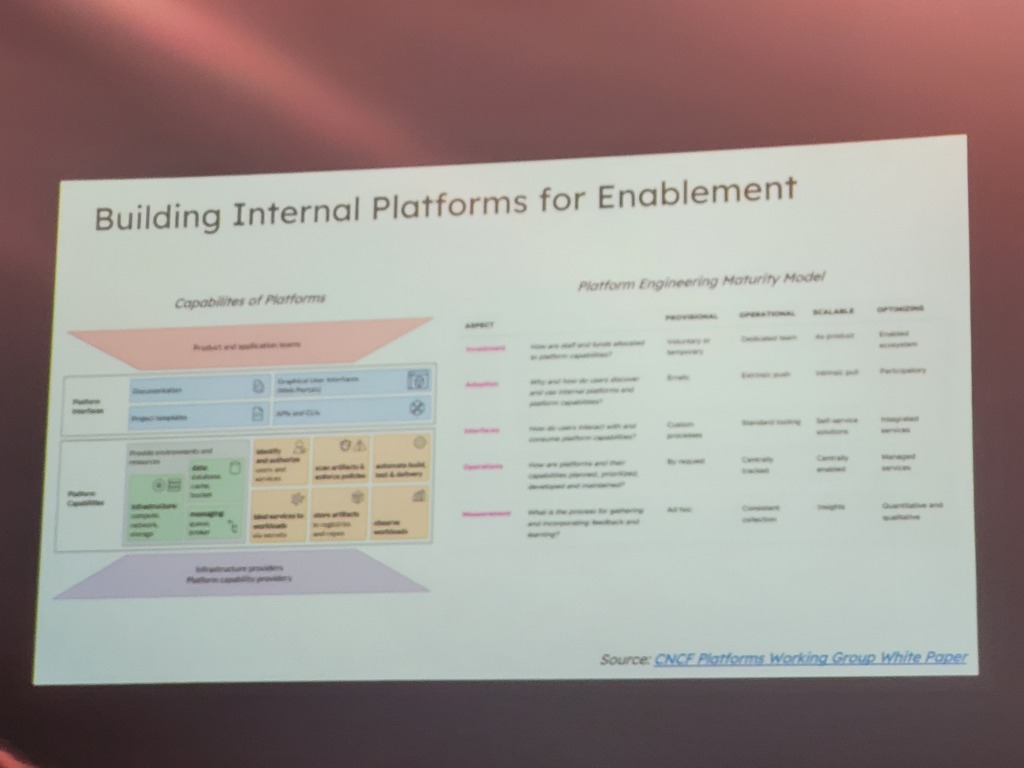 Building Internal Platforms for Enablement
Capabilites of Platforms
Product and application teams
Platform
Interfaces
Documentation
Graphical User Interfaces
(Web Portals)
Project templates
APIs and CLIs
Platform
Capabilities
Provide environments and
resources
infrastructure:
compute,
network,
storage
data:
database,
cache,
bucket
messaging:
queue,
broker
identify
and authorize
users and
services
scan artifacts &
enforce policies
automate build,
test & delivery
bind services to
workloads
via secrets
store artifacts
in registries
and repos
observe
workloads
Infrastructure providers
Platform capability providers
Platform Engineering Maturity Model
ASPECT
PROVISIONAL
OPERATIONAL
SCALABLE
OPTIMIZING
Investment
How are staff and funds allocated
to platform capabilities?
Voluntary or
temporary
Dedicated team
As product
Enabled
ecosystem
Adoption
Why and how do users discover
and use internal platforms and
platform capabilities?
Erratic
Extrinsic push
Intrinsic pull
Participatory
Interfaces
How do users interact with and
consume platform capabilities?
Custom
processes
Standard tooling
Self-service
solutions
Integrated
services
Operations
How are platforms and their
capabilities planned, prioritized,
developed and maintained?
By request
Centrally
tracked
Centrally
enabled
Managed
services
Measurement
What is the process for gathering
and incorporating feedback and
learning?
Ad hoc
Consistent
collection
Insights
Quantitative and
qualitative
Source: CNCF Platforms Working Group White Paper